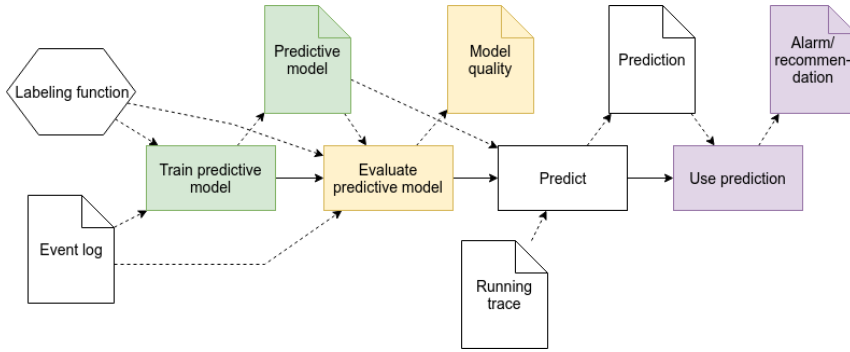 Predictive
model
Model
quality
Prediction
Alarm/
recommen-
dation
Labeling function
Train predictive
model
Evaluate
predictive model
Predict
Use prediction
Event log
Running
trace